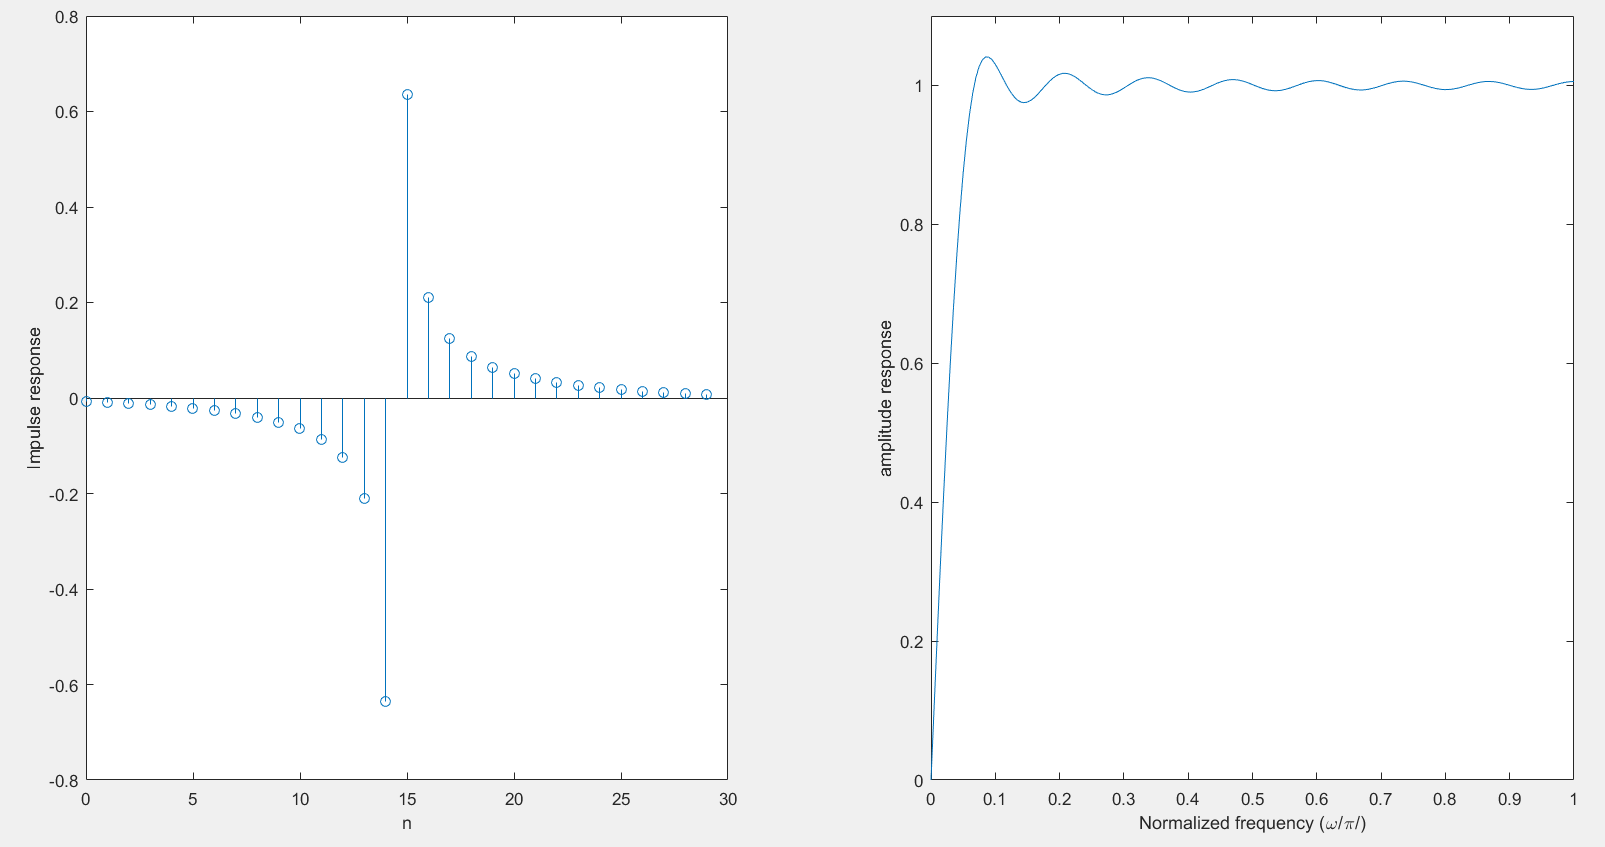 0.8
0.6
0.4
0.2
0
-0.2
-0.4
-0.6
-0.8
Impulse response
0 5 10 15 20 25 30
n
1
0.8
0.6
0.4
0.2
0
amplitude response
0 0.1 0.2 0.3 0.4 0.5 0.6 0.7 0.8 0.9 1
Normalized frequency (ω/π/)